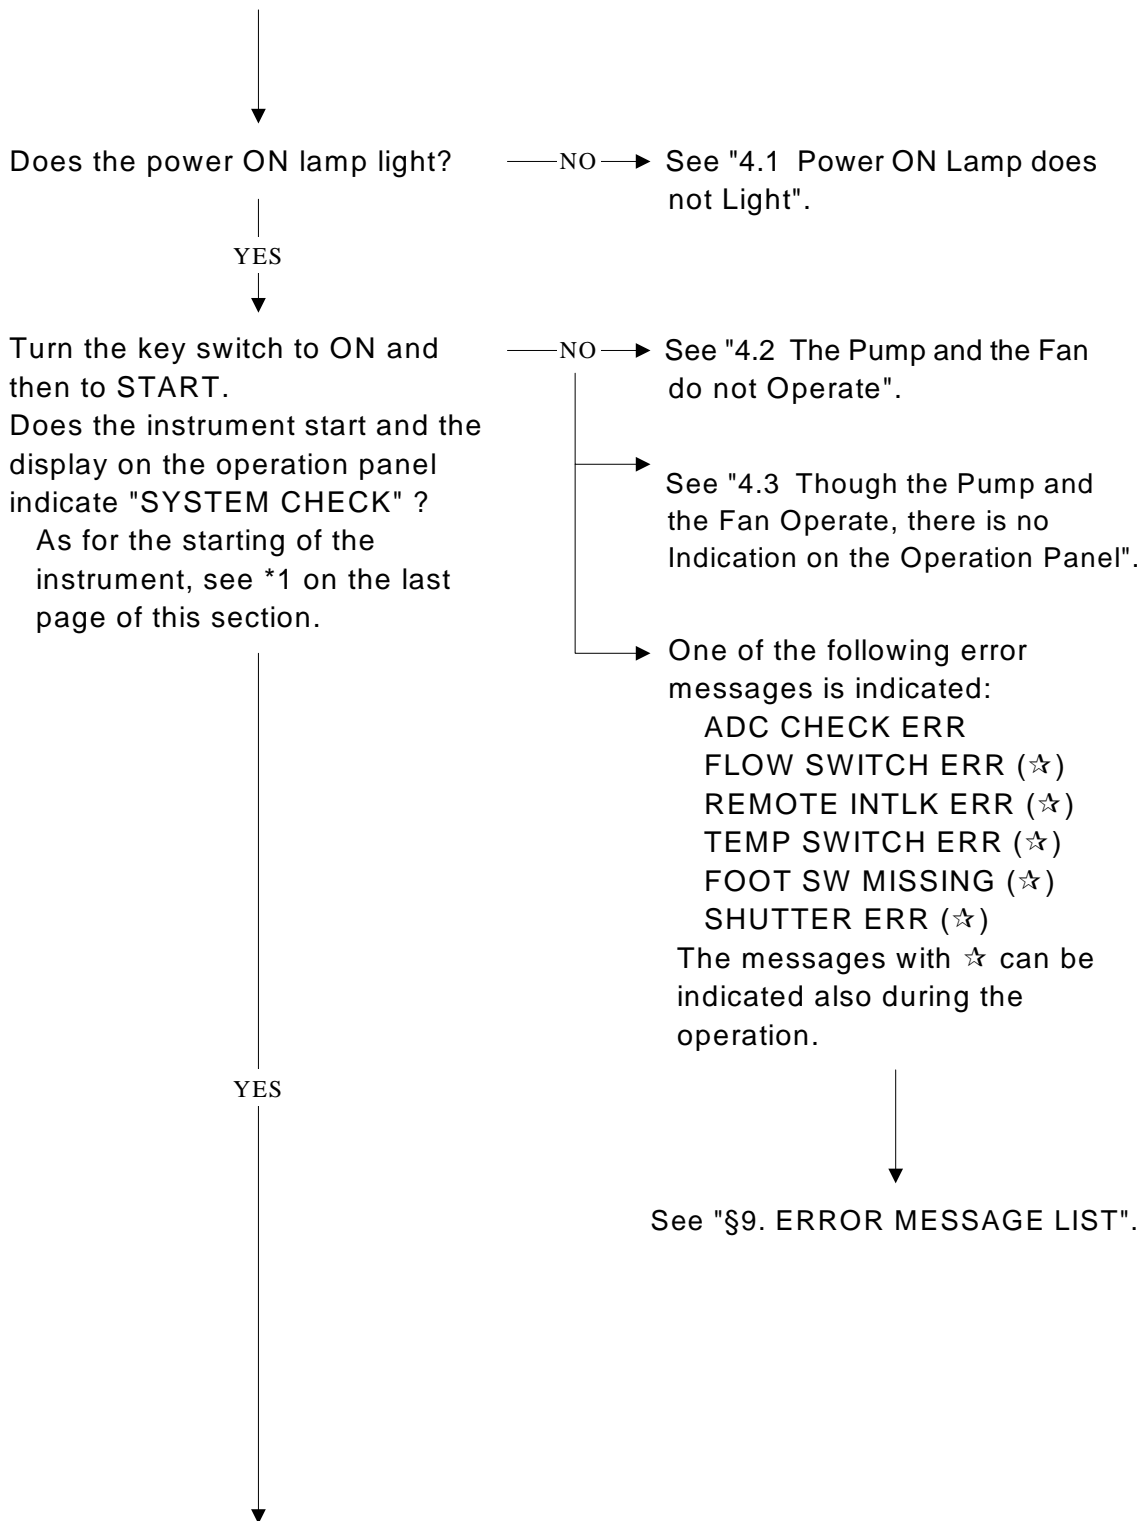 Does the power ON lamp light?
NO
See "4.1 Power ON Lamp does
not Light".
YES
Turn the key switch to ON and
then to START.
Does the instrument start and the
display on the operation panel
indicate "SYSTEM CHECK" ?
As for the starting of the
instrument, see *1 on the last
page of this section.
NO
See "4.2 The Pump and the Fan
do not Operate".
See "4.3 Though the Pump and
the Fan Operate, there is no
Indication on the Operation Panel".
One of the following error
messages is indicated:
ADC CHECK ERR
FLOW SWITCH ERR (☆)
REMOTE INTLK ERR (☆)
TEMP SWITCH ERR (☆)
FOOT SW MISSING (☆)
SHUTTER ERR (☆)
The messages with ☆ can be
indicated also during the
operation.
YES
See "§9. ERROR MESSAGE LIST".